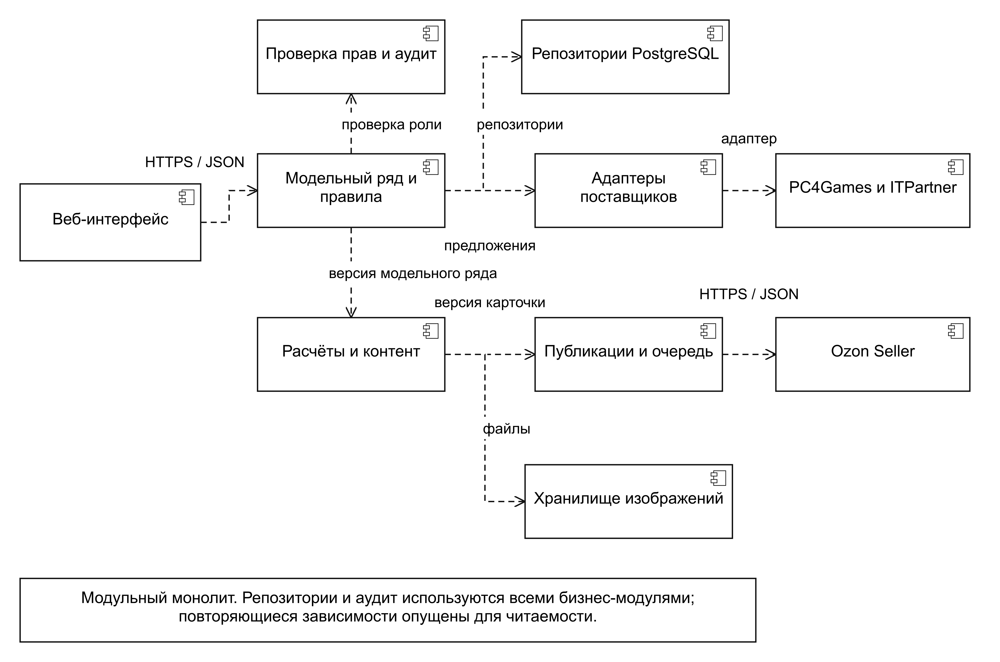 Проверка прав и аудит
Репозитории PostgreSQL
проверка роли
репозитории
адаптер
HTTPS / JSON
Модельный ряд и
правила
Адаптеры
поставщиков
PC4Games и ITPartner
Веб-интерфейс
предложения
версия модельного ряда
версия карточки
HTTPS / JSON
Расчёты и контент
Публикации и очередь
Ozon Seller
файлы
Хранилище изображений
Модульный монолит. Репозитории и аудит используются всеми бизнес-модулями;
повторяющиеся зависимости опущены для читаемости.